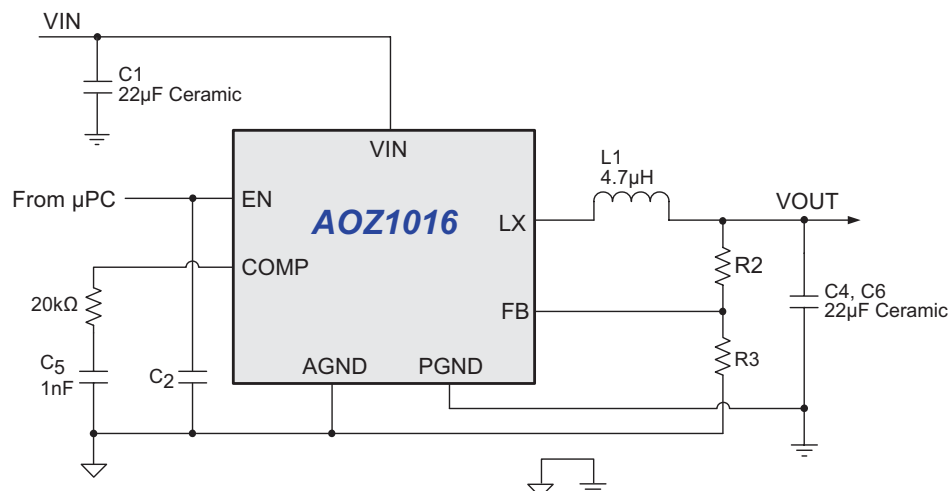 VIN
C1
22µF Ceramic
VIN
L1
4.7µH
From µPC
EN
AOZ1016
LX
VOUT
COMP
R2
20kΩ
C4, C6
22µF Ceramic
FB
C5
1nF
C2
AGND
PGND
R3